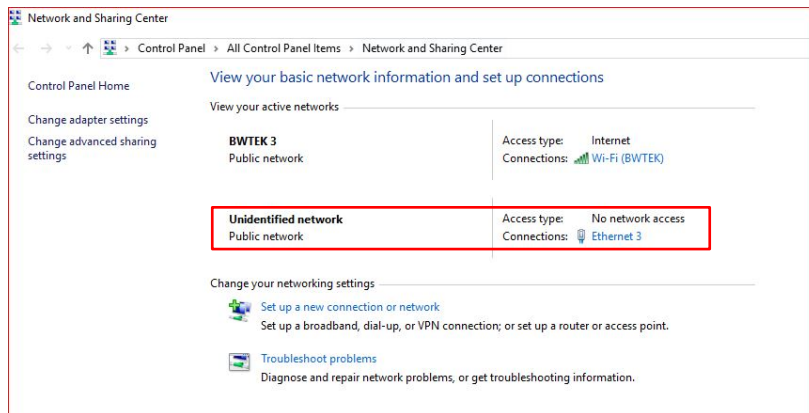 Network and Sharing Center
Control Panel > All Control Panel Items > Network and Sharing Center
Control Panel Home
Change adapter settings
Change advanced sharing
settings
View your basic network information and set up connections
View your active networks
BWTEK 3
Public network
Access type: Internet
Connections: Wi-Fi (BWTEK)
Unidentified network
Public network
Access type: No network access
Connections: Ethernet 3
Change your networking settings
Set up a new connection or network
Set up a broadband, dial-up, or VPN connection; or set up a router or access point.
Troubleshoot problems
Diagnose and repair network problems, or get troubleshooting information.